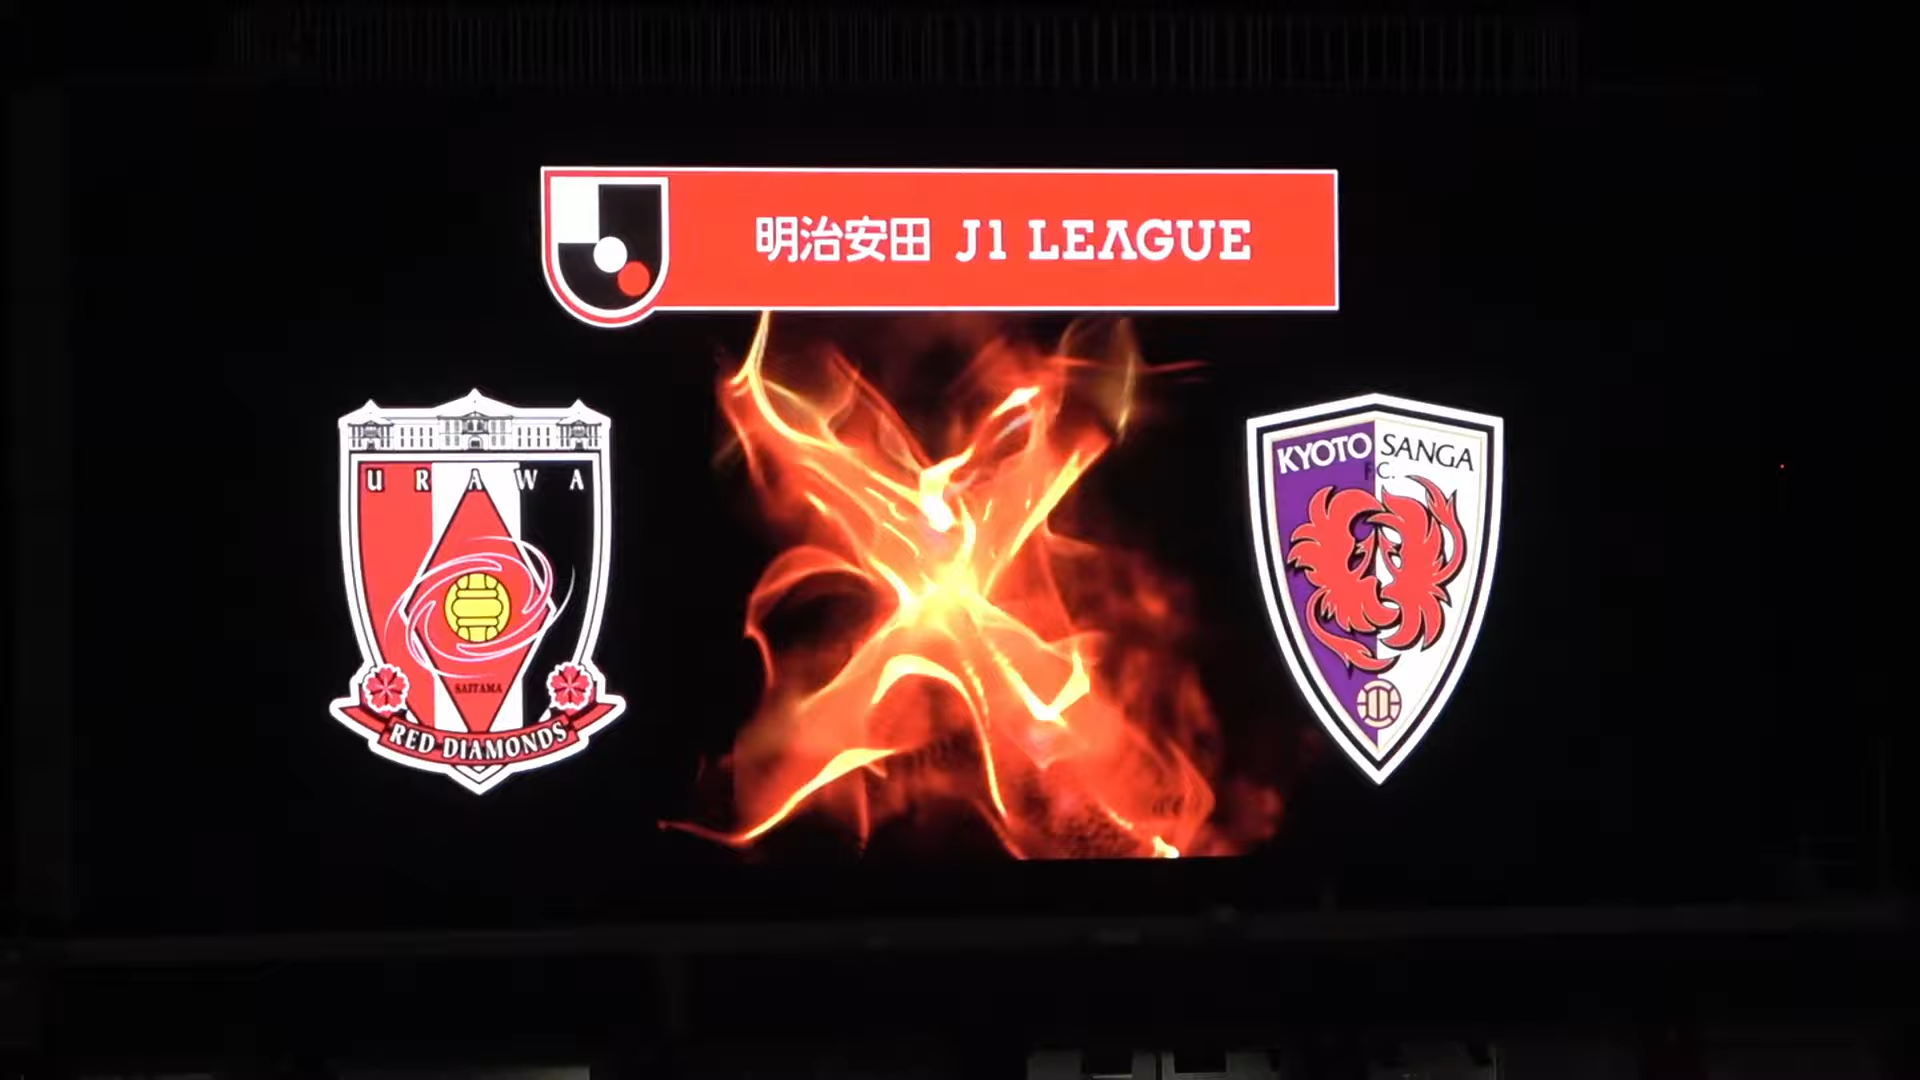 明治安田 J1 LEAGUE
URAWA
SAITAMA
RED DIAMONDS
KYOTO SANGA
F.C.